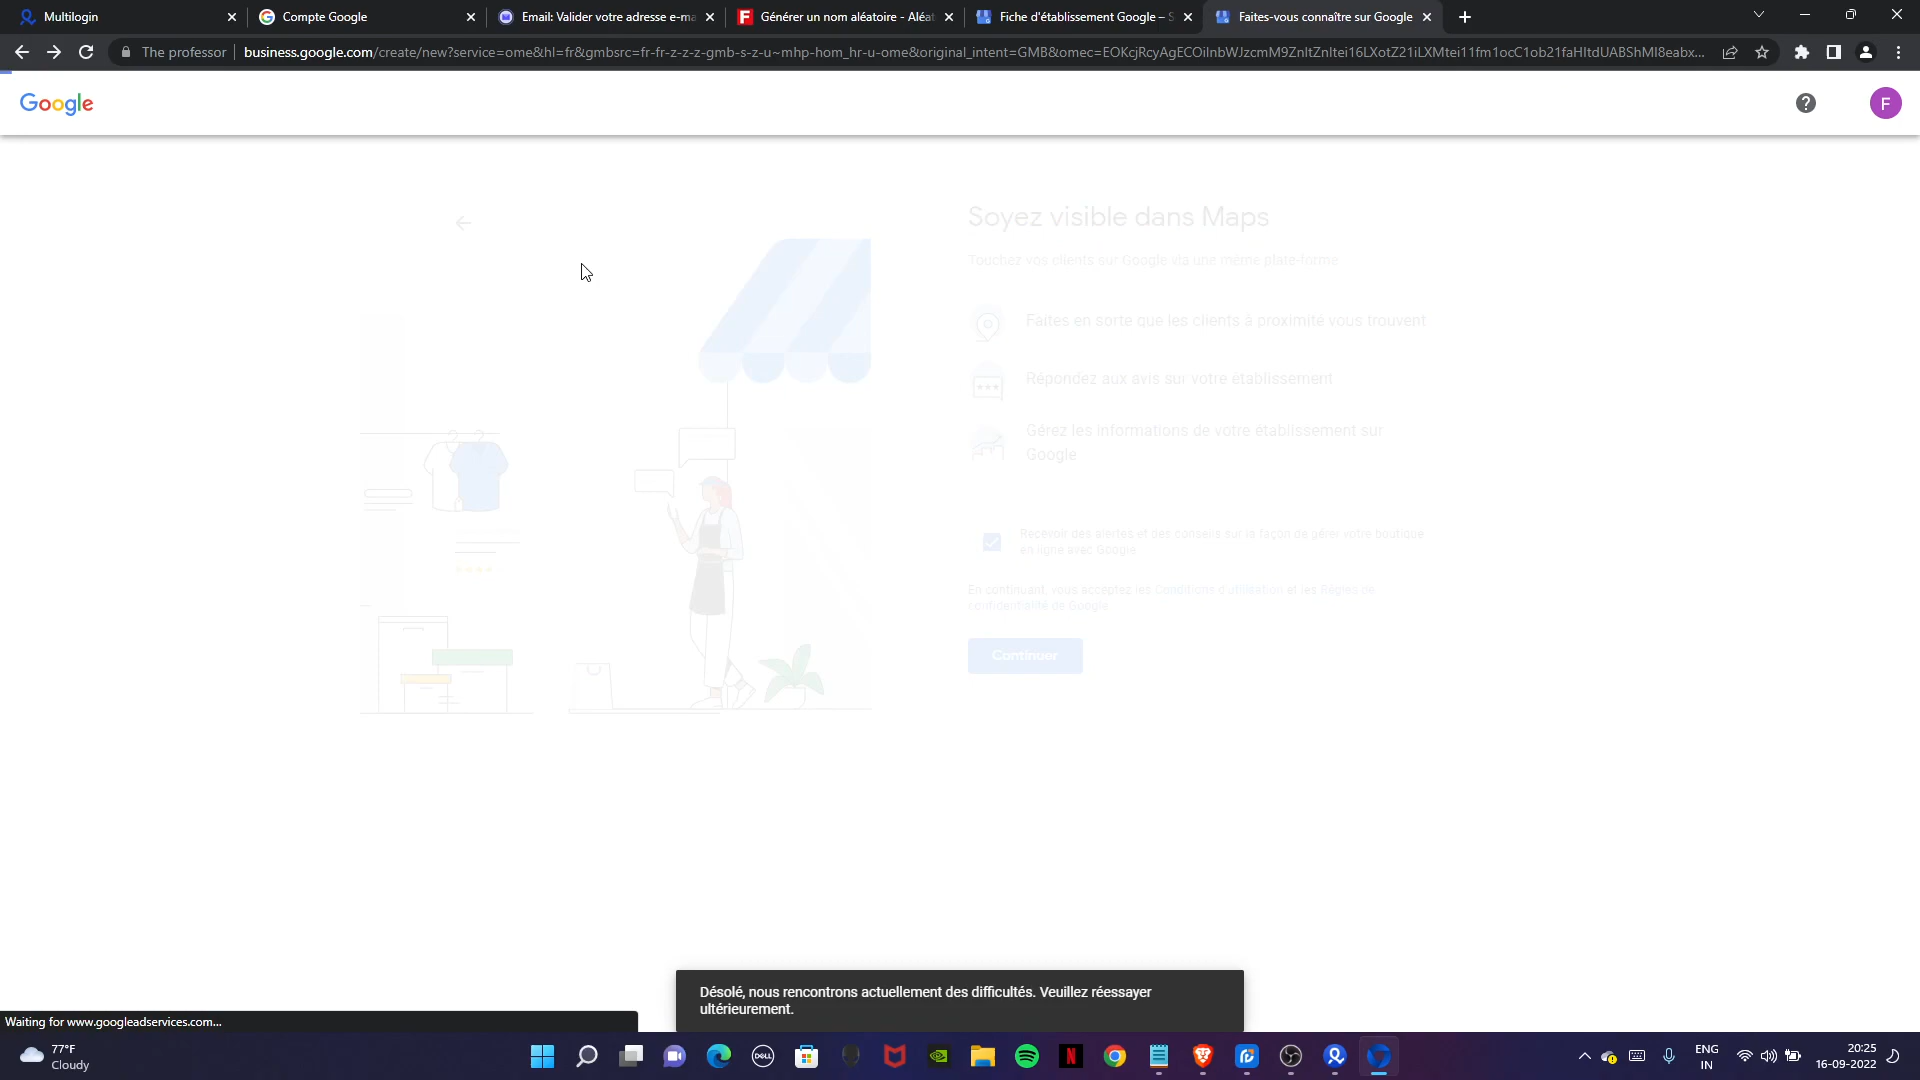 Multilogin
Compte Google
Email: Valider votre adresse e-ma
Générer un nom aléatoire - Aléat
Fiche d'établissement Google – S
Faites-vous connaître sur Google
The professor
business.google.com/create/new?service=ome&hl=fr&gmbsrc=fr-fr-z-z-z-gmb-s-z-u~mhp-hom_hr-u-ome&original_intent=GMB&omec=
Google
F
Soyez visible dans Maps
Touchez vos clients sur Google via une même plate-forme
Faites en sorte que les clients à proximité vous trouvent
Répondez aux avis sur votre établissement
Gérez les informations de votre établissement sur
Google
Recevoir des alertes et des conseils sur la façon de gérer votre boutique
en ligne avec Google
En continuant, vous acceptez les Conditions d'utilisation et les Règles de
confidentialité de Google
Continuer
Désolé, nous rencontrons actuellement des difficultés. Veuillez réessayer
ultérieurement.
Waiting for www.googleadservices.com...
77°F
Cloudy
DELL
ENG
IN
20:25
16-09-2022